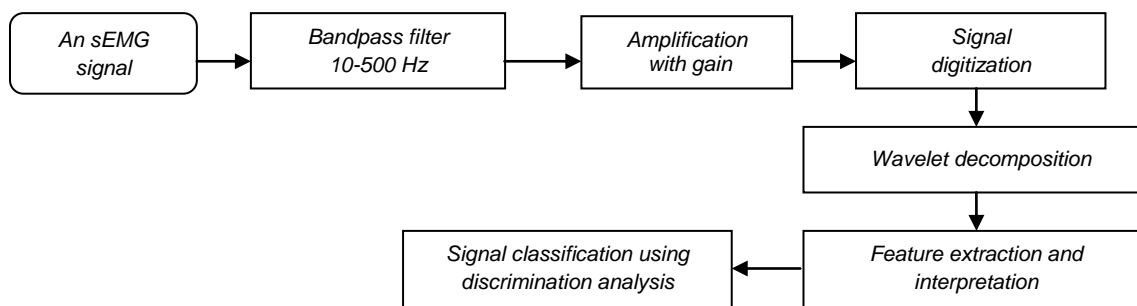 An sEMG
signal
Bandpass filter
10-500 Hz
Amplification
with gain
Signal
digitization
Wavelet decomposition
Feature extraction and
interpretation
Signal classification using
discrimination analysis